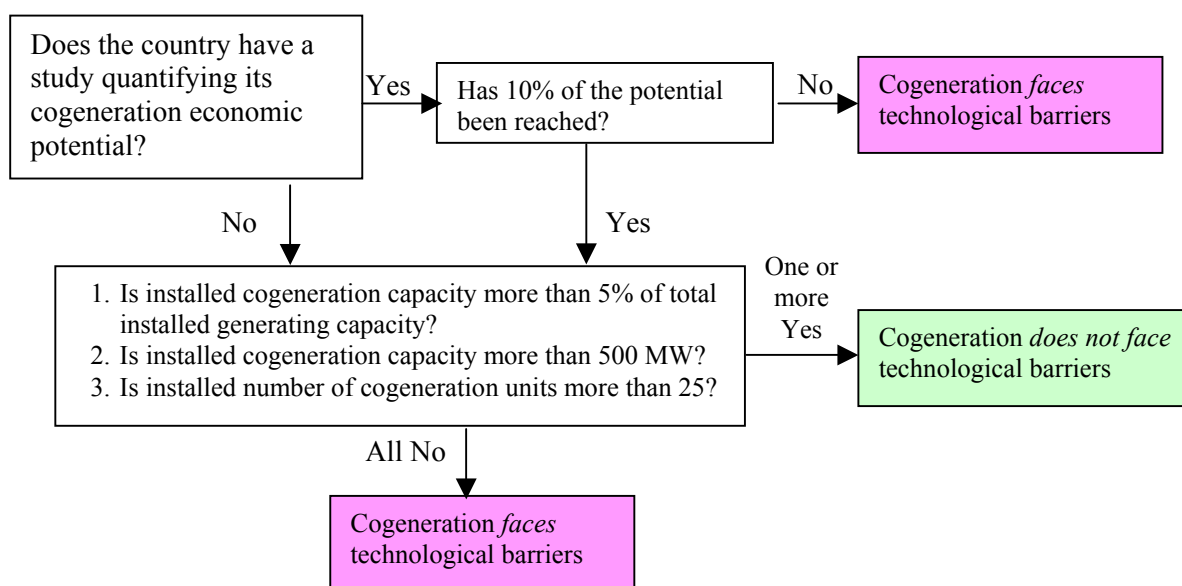 Does the country have a
study quantifying its
cogeneration economic
potential?
Yes
Has 10% of the potential
been reached?
No
Cogeneration faces
technological barriers
No
Yes
1. Is installed cogeneration capacity more than 5% of total
installed generating capacity?
2. Is installed cogeneration capacity more than 500 MW?
3. Is installed number of cogeneration units more than 25?
One or
more
Yes
Cogeneration does not face
technological barriers
All No
Cogeneration faces
technological barriers